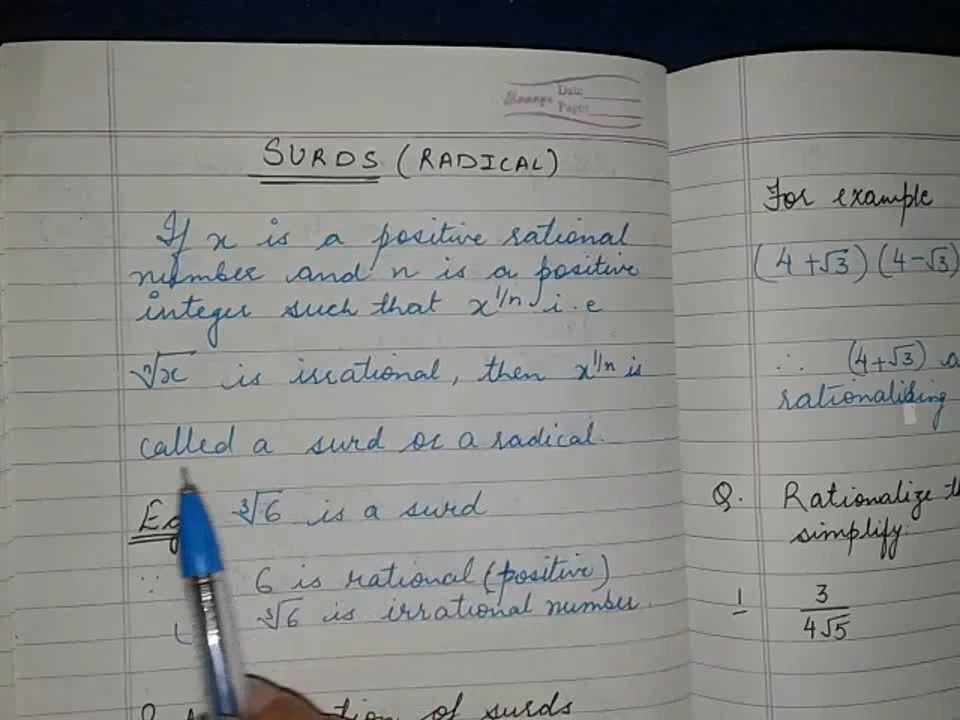 Date
Page
SURDS (RADICAL)
If x is a positive rational
number and n is a positive
integer such that x^1/n i.e
ⁿ√x is irrational, then x^1/n is
called a surd or a radical.
Eg ³√6 is a surd
∵ 6 is rational (positive)
³√6 is irrational number.
of surds
For example
(4+√3) (4-√3)
∴ (4+√3)
rationalising
Q. Rationalize
simplify.
1 3/4√5